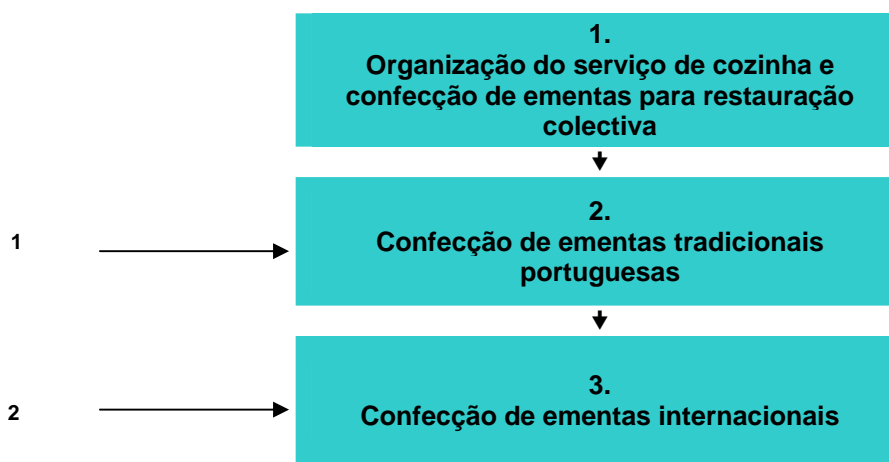 1.
Organização do serviço de cozinha e
confecção de ementas para restauração
colectiva
1
2.
Confecção de ementas tradicionais
portuguesas
2
3.
Confecção de ementas internacionais